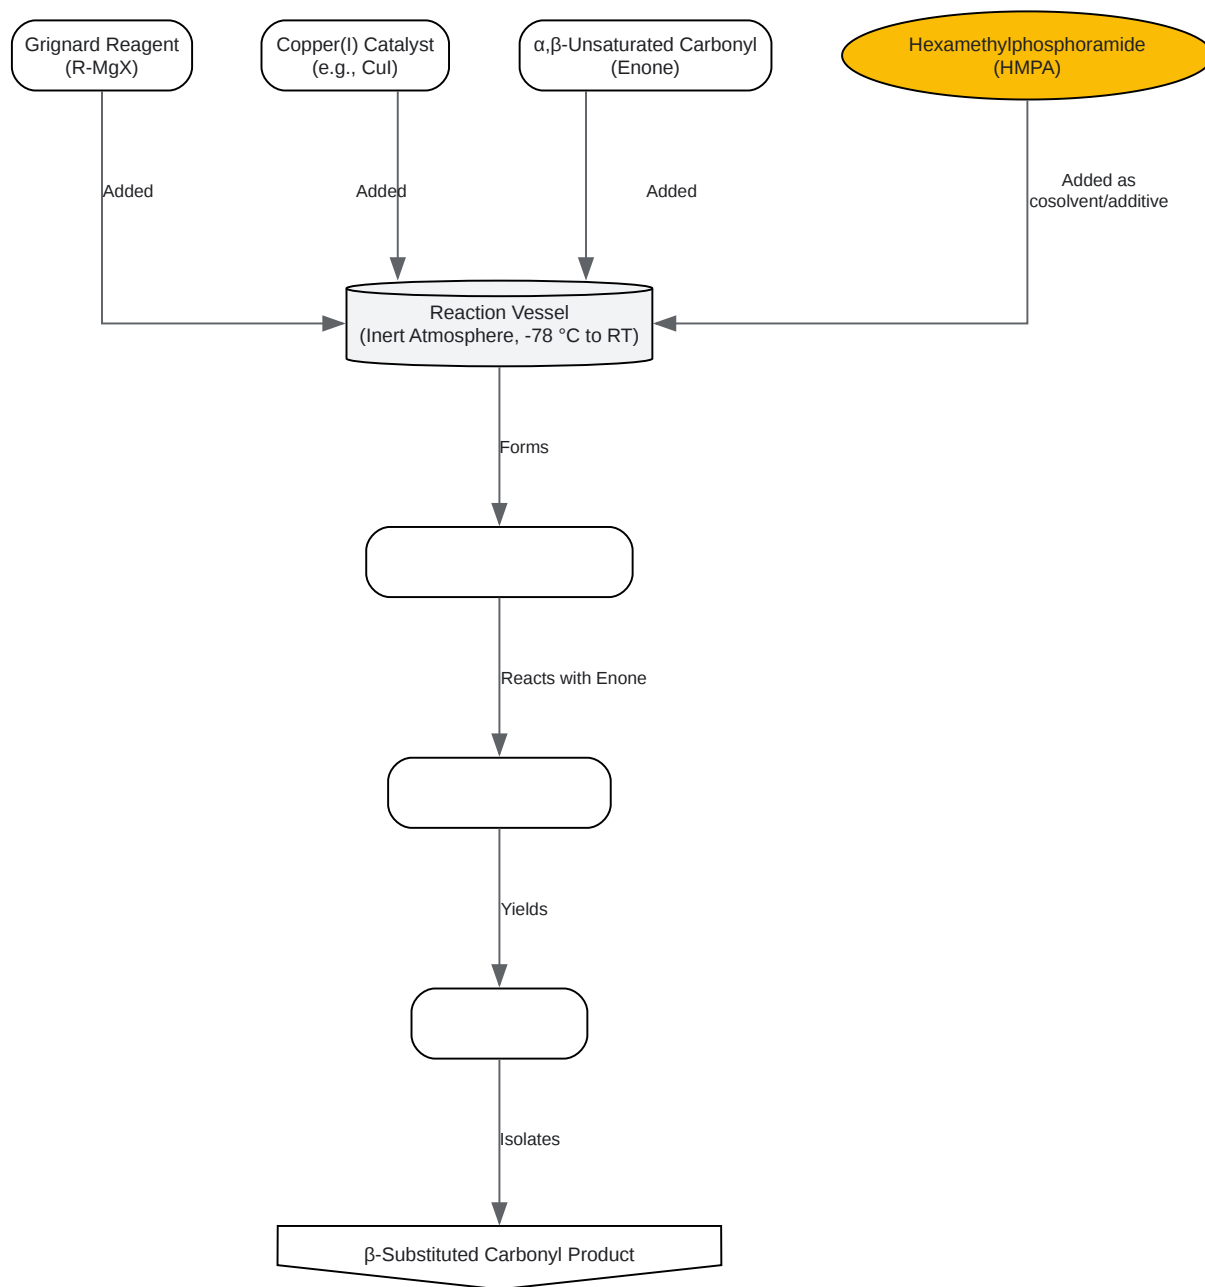 Grignard Reagent
(R-MgX)
Copper(I) Catalyst
(e.g., CuI)
α,β-Unsaturated Carbonyl
(Enone)
Hexamethylphosphoramide
(HMPA)
Added
Added
Added
Added as
cosolvent/additive
Reaction Vessel
(Inert Atmosphere, -78 °C to RT)
Forms
Reacts with Enone
Yields
Isolates
β-Substituted Carbonyl Product